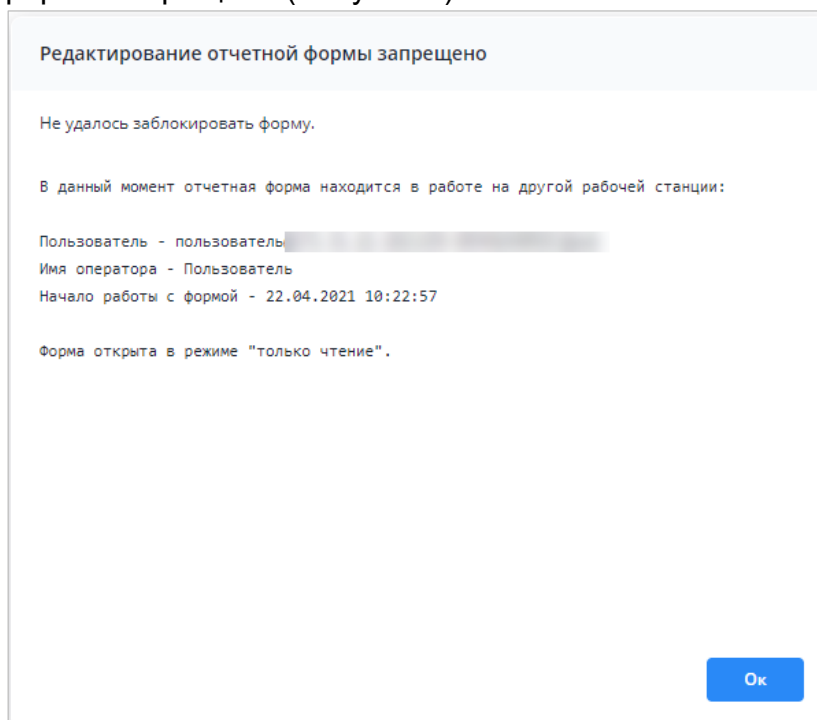 Редактирование отчетной формы запрещено
Не удалось заблокировать форму.
В данный момент отчетная форма находится в работе на другой рабочей станции:
Пользователь - пользователь
Имя оператора - Пользователь
Начало работы с формой - 22.04.2021 10:22:57
Форма открыта в режиме "только чтение".
Ок